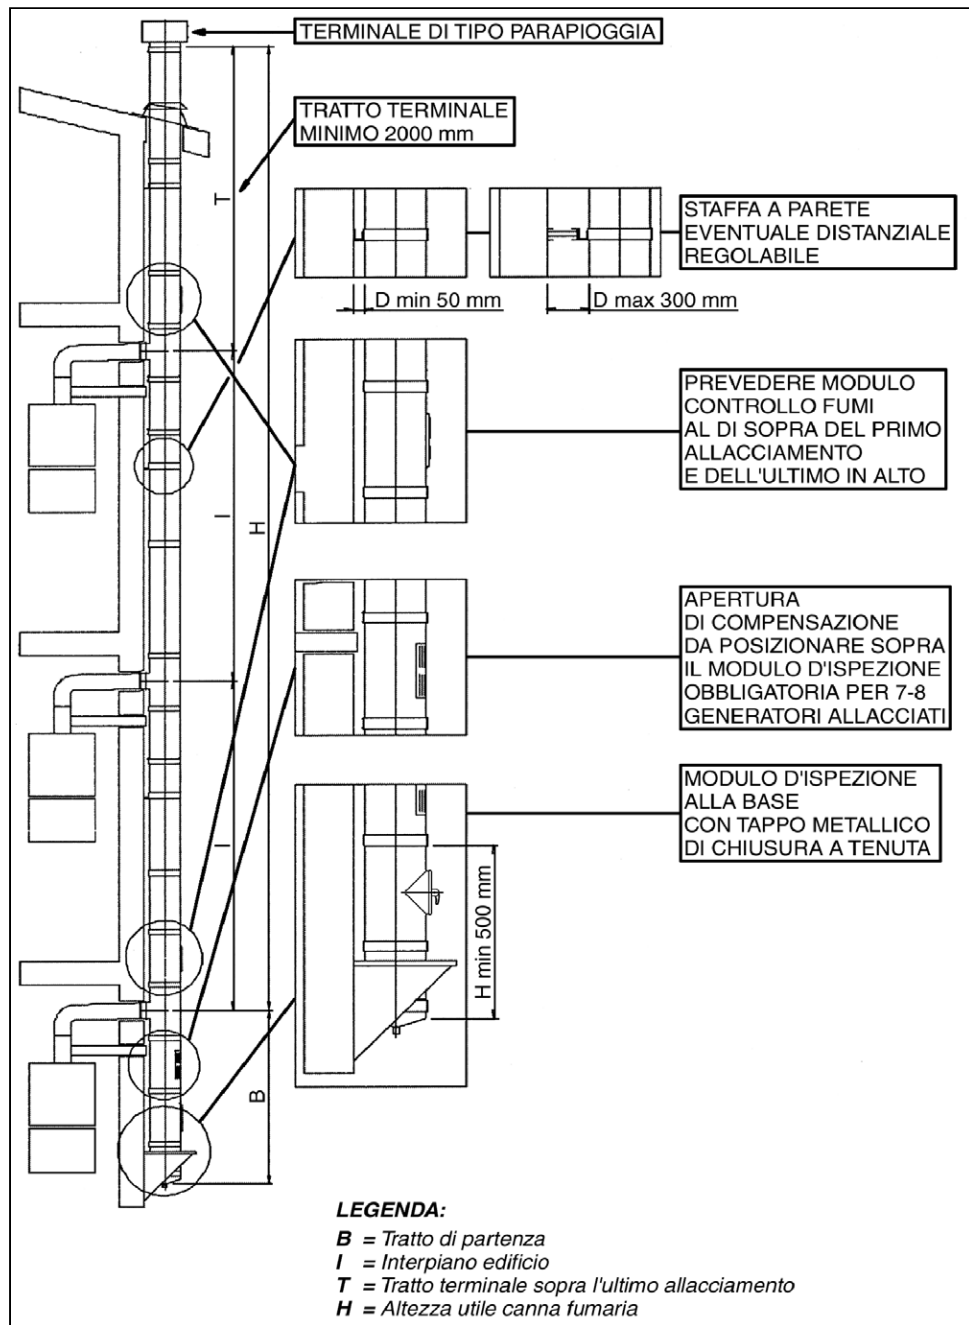 TERMINALE DI TIPO PARAPIOGGIA
TRATTO TERMINALE
MINIMO 2000 mm
T
STAFFA A PARETE
EVENTUALE DISTANZIALE
REGOLABILE
D min 50 mm
D max 300 mm
PREVEDERE MODULO
CONTROLLO FUMI
AL DI SOPRA DEL PRIMO
ALLACCIAMENTO
E DELL'ULTIMO IN ALTO
I
H
APERTURA
DI COMPENSAZIONE
DA POSIZIONARE SOPRA
IL MODULO D'ISPEZIONE
OBBLIGATORIA PER 7-8
GENERATORI ALLACCIATI
MODULO D'ISPEZIONE
ALLA BASE
CON TAPPO METALLICO
DI CHIUSURA A TENUTA
I
H min 500 mm
B
LEGENDA:
B = Tratto di partenza
I = Interpiano edificio
T = Tratto terminale sopra l'ultimo allacciamento
H = Altezza utile canna fumaria